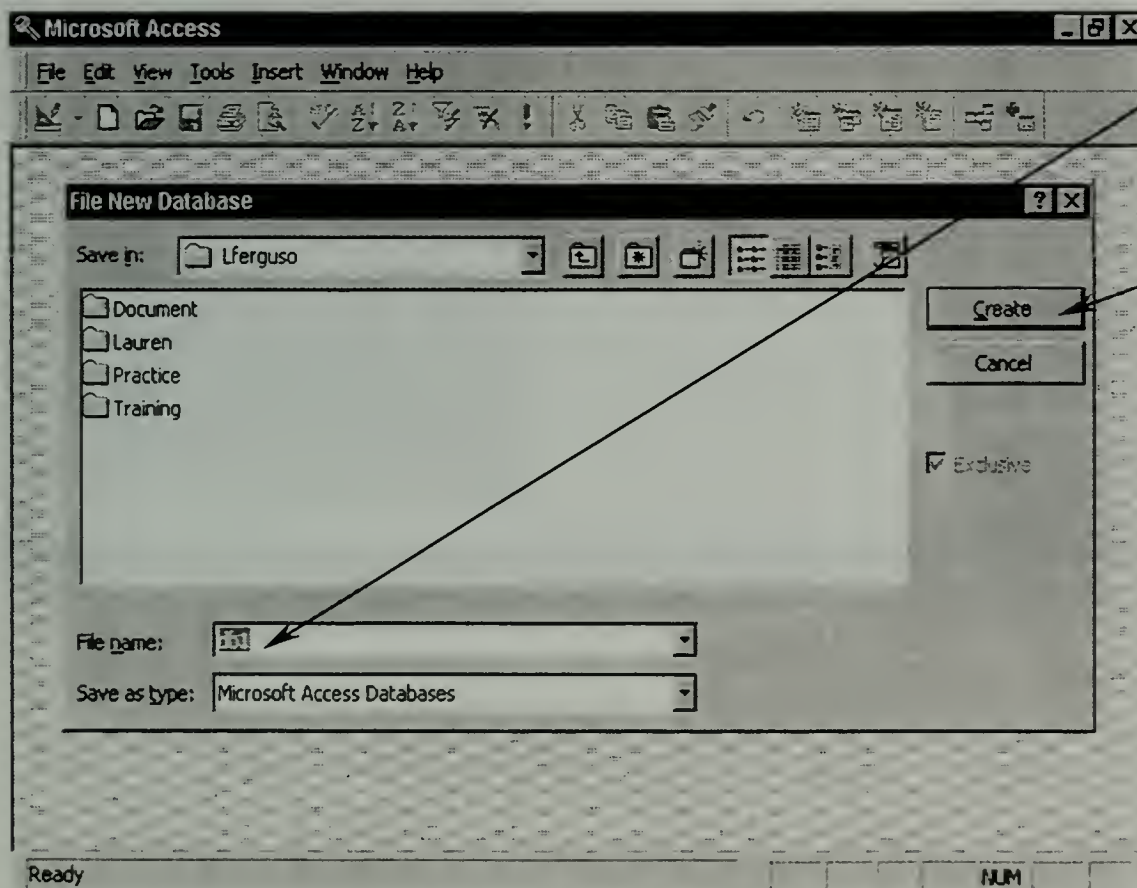 Microsoft Access
File Edit View Tools Insert Window Help
File New Database
Save in: Lferguso
Document
Lauren
Practice
Training
Create
Cancel
Exclusive
File name:
Save as type: Microsoft Access Databases
Ready
NUM